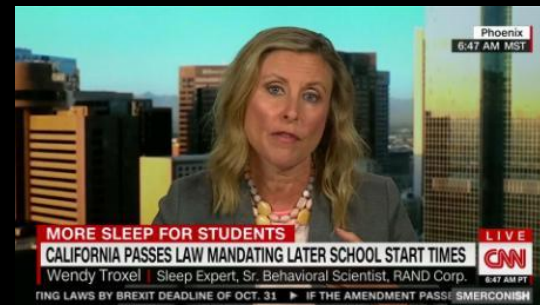 Phoenix
6:47 AM MST
MORE SLEEP FOR STUDENTS
LIVE
CALIFORNIA PASSES LAW MANDATING LATER SCHOOL START TIMES
CNN
Wendy Troxel | Sleep Expert, Sr. Behavioral Scientist, RAND Corp.
6:47 AM PT
TING LAWS BY BREXIT DEADLINE OF OCT. 31 ▶ IF THE AMENDMENT PASS
SMERCONISH